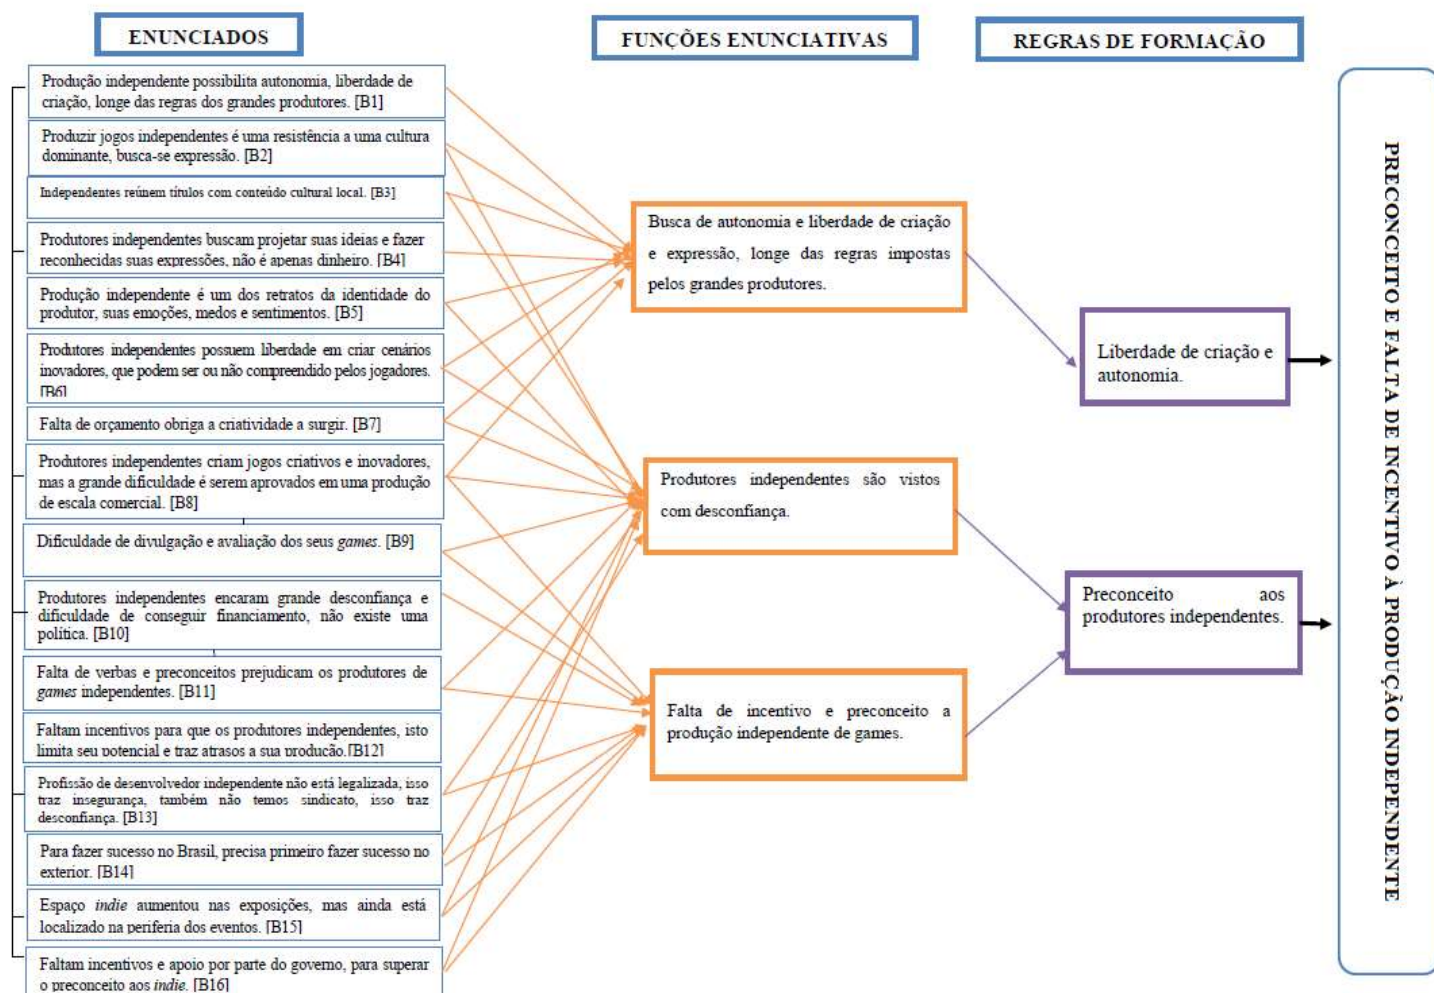 ENUNCIADOS
FUNÇÕES ENUNCIATIVAS
REGRAS DE FORMAÇÃO
Produção independente possibilita autonomia, liberdade de
criação, longe das regras dos grandes produtores. [B1]
Produzir jogos independentes é uma resistência a uma cultura
dominante, busca-se expressão. [B2]
Independentes reúnem títulos com conteúdo cultural local. [B3]
Produtores independentes buscam projetar suas ideias e fazer
reconhecidas suas expressões, não é apenas dinheiro. [B4]
Produção independente é um dos retratos da identidade do
produtor, suas emoções, medos e sentimentos. [B5]
Produtores independentes possuem liberdade em criar cenários
inovadores, que podem ser ou não compreendido pelos jogadores.
[B6]
Falta de orçamento obriga a criatividade a surgir. [B7]
Produtores independentes criam jogos criativos e inovadores,
mas a grande dificuldade é serem aprovados em uma produção
de escala comercial. [B8]
Dificuldade de divulgação e avaliação dos seus games. [B9]
Produtores independentes encaram grande desconfiança e
dificuldade de conseguir financiamento, não existe uma
política. [B10]
Falta de verbas e preconceitos prejudicam os produtores de
games independentes. [B11]
Faltam incentivos para que os produtores independentes, isto
limita seu potencial e traz atrasos a sua produção.[B12]
Profissão de desenvolvedor independente não está legalizada, isso
traz insegurança, também não temos sindicato, isso traz
desconfiança. [B13]
Para fazer sucesso no Brasil, precisa primeiro fazer sucesso no
exterior. [B14]
Espaço indie aumentou nas exposições, mas ainda está
localizado na periferia dos eventos. [B15]
Faltam incentivos e apoio por parte do governo, para superar
o preconceito aos indie. [B16]
Busca de autonomia e liberdade de criação
e expressão, longe das regras impostas
pelos grandes produtores.
Produtores independentes são vistos
com desconfiança.
Falta de incentivo e preconceito a
produção independente de games.
Liberdade de criação e
autonomia.
Preconceito aos
produtores independentes.
PRECONCEITO E FALTA DE INCENTIVO À PRODUÇÃO INDEPENDENTE